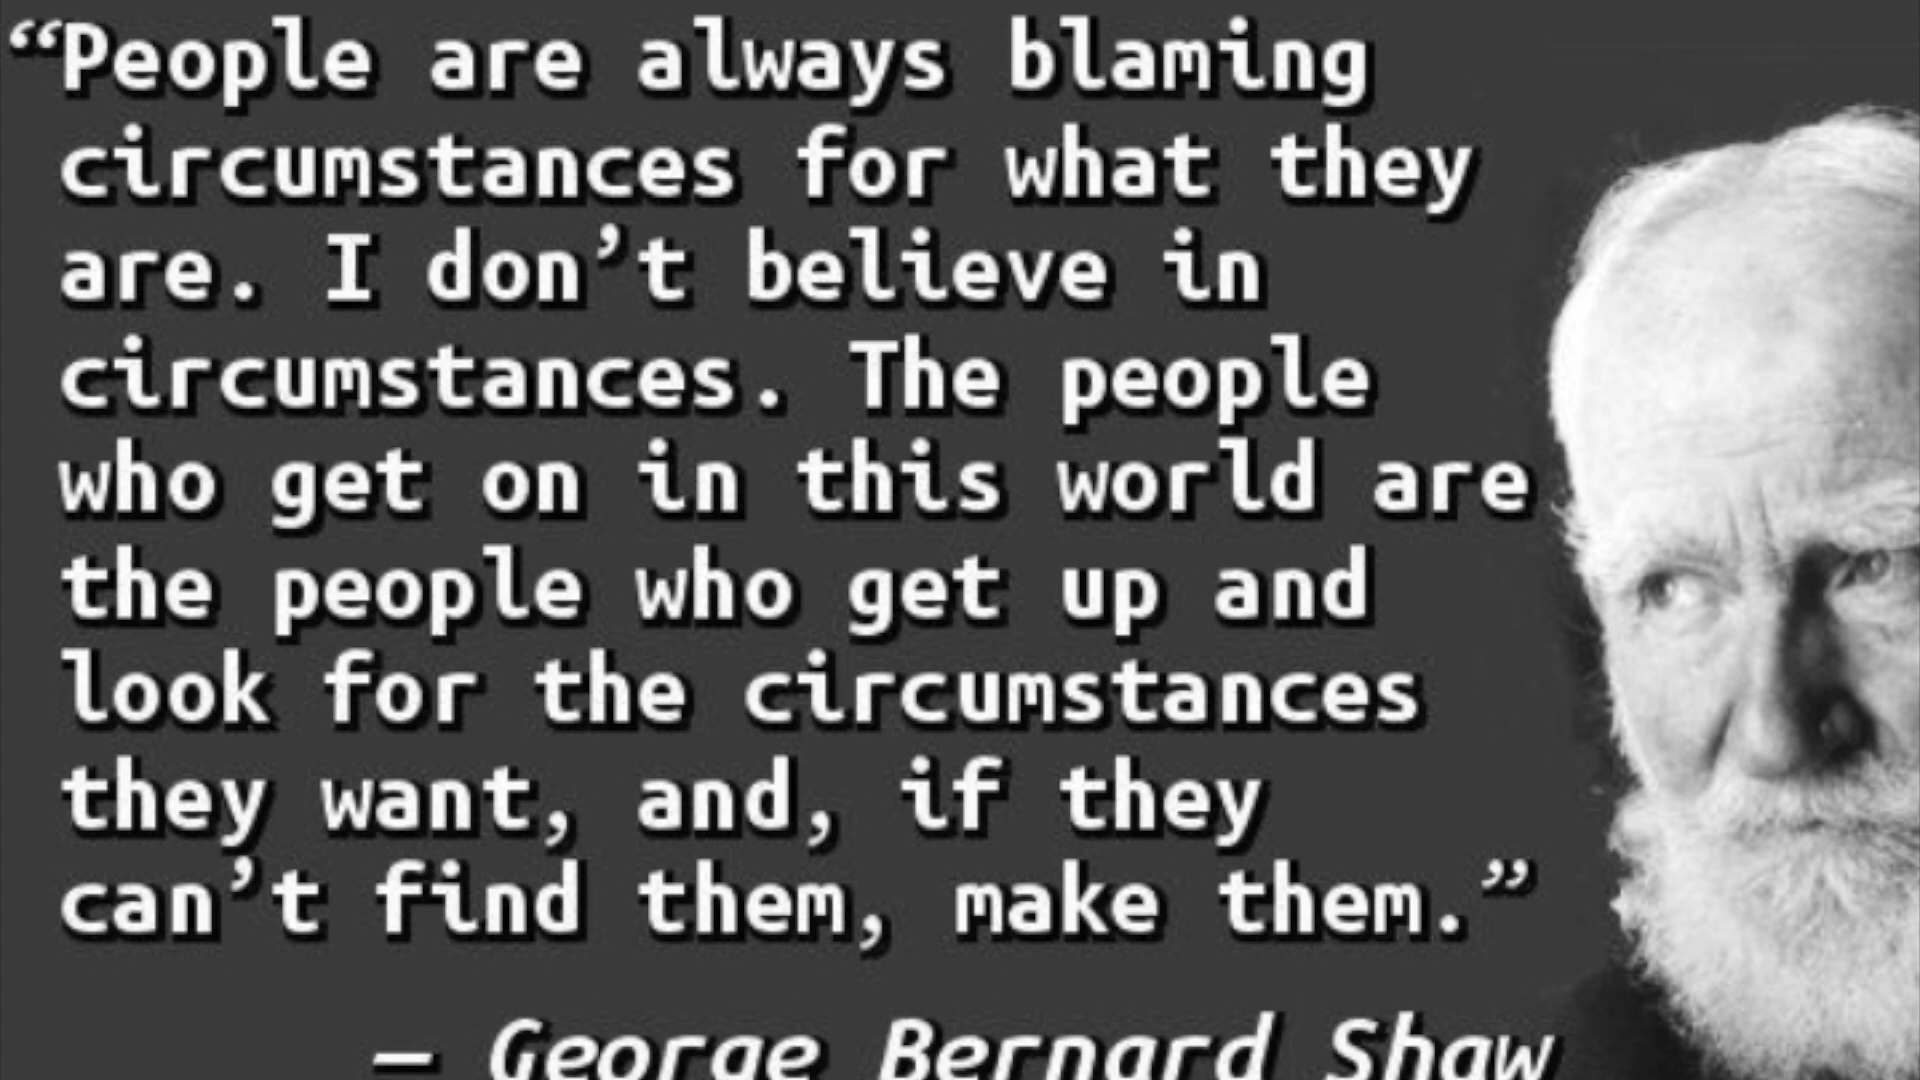 “People are always blaming
circumstances for what they
are. I don’t believe in
circumstances. The people
who get on in this world are
the people who get up and
look for the circumstances
they want, and, if they
can’t find them, make them.”
— George Bernard Shaw